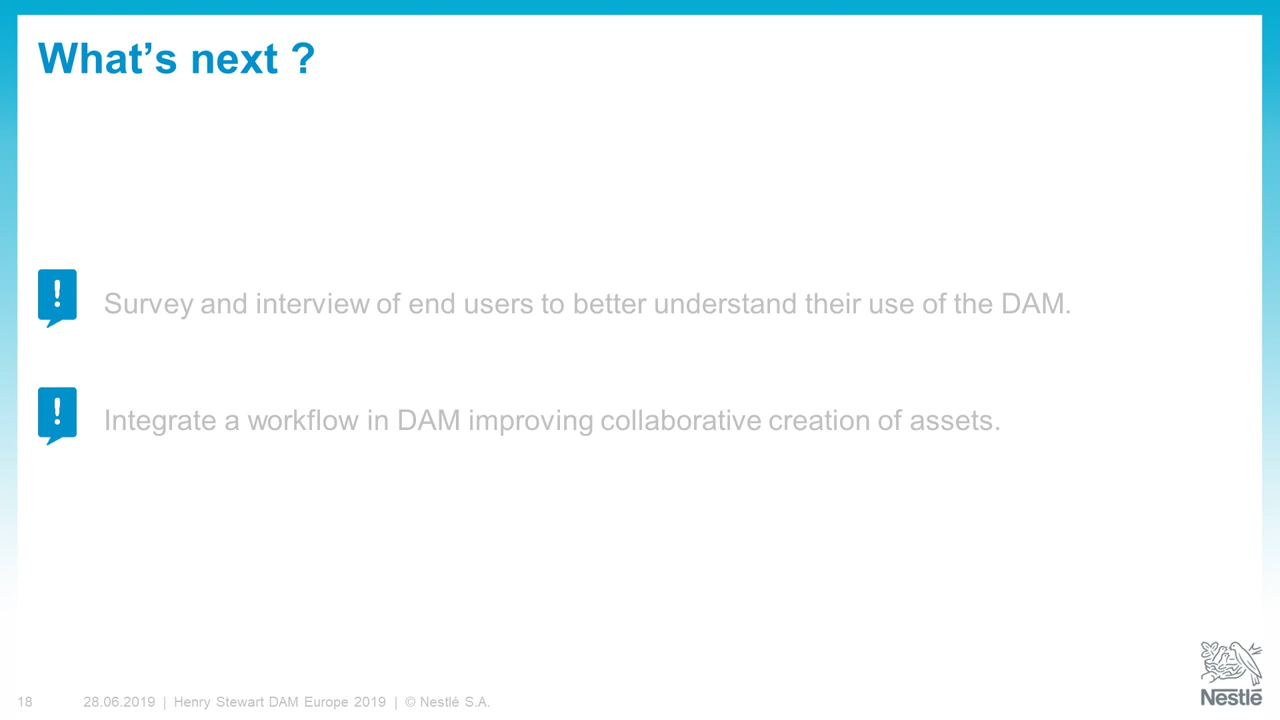 What’s next ?
! Survey and interview of end users to better understand their use of the DAM.
! Integrate a workflow in DAM improving collaborative creation of assets.
18 28.06.2019 | Henry Stewart DAM Europe 2019 | © Nestlé S.A.
Nestlé